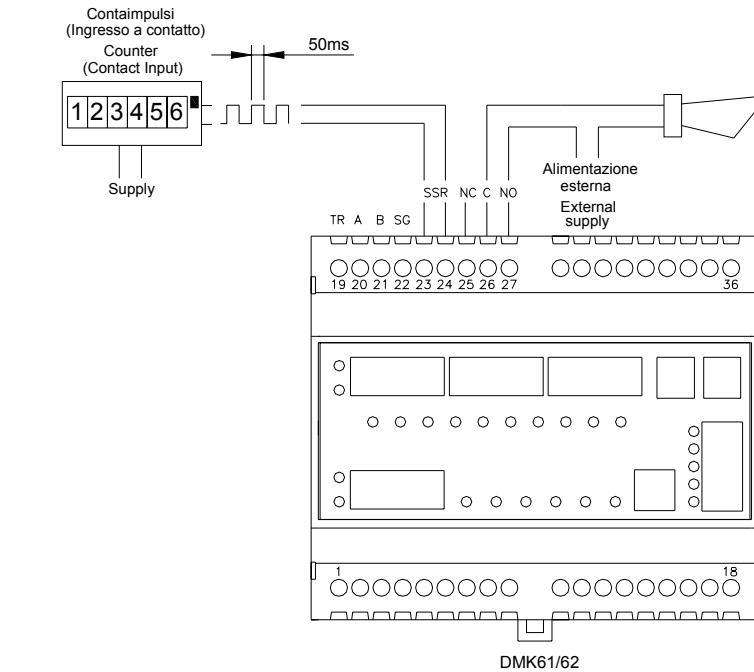 Contaimpulsi
(Ingresso a contatto)
Counter
(Contact Input)
50ms
123456
Supply
Alimentazione
esterna
External
supply
SSR NC C NO
TR A B SG
19 20 21 22 23 24 25 26 27
36
1
18
DMK61/62